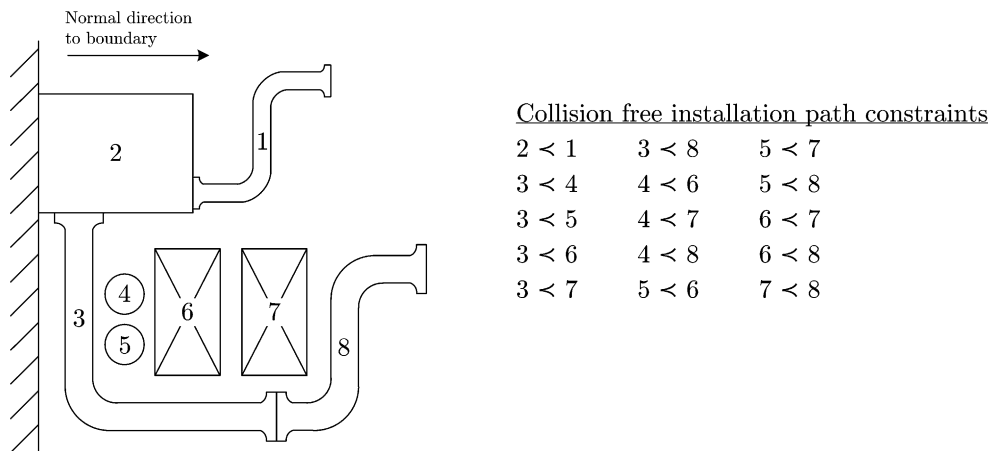 Normal direction
to boundary
2
1
3
4
5
6
7
8
Collision free installation path constraints
2 ≺ 1 3 ≺ 8 5 ≺ 7
3 ≺ 4 4 ≺ 6 5 ≺ 8
3 ≺ 5 4 ≺ 7 6 ≺ 7
3 ≺ 6 4 ≺ 8 6 ≺ 8
3 ≺ 7 5 ≺ 6 7 ≺ 8